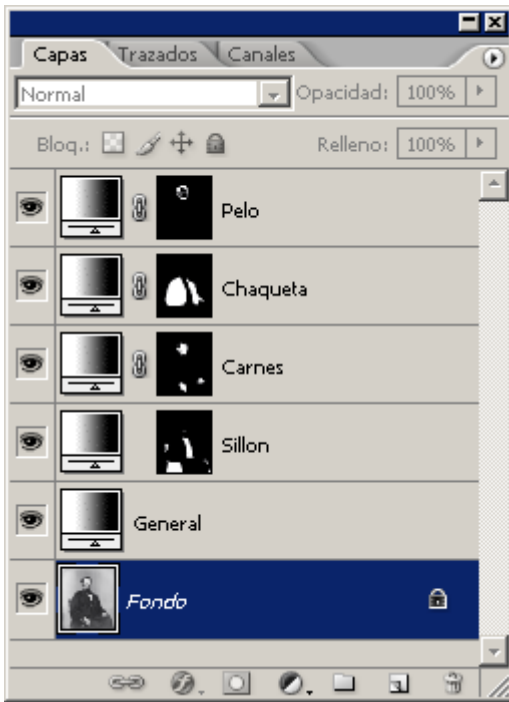 Capas Trazados Canales
Normal Opacidad: 100%
Bloq.: Relleno: 100%
Pelo
Chaqueta
Carnes
Sillon
General
Fondo